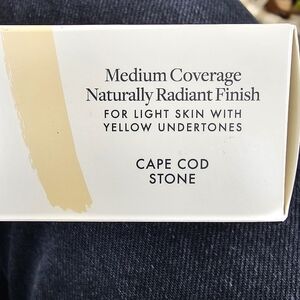 Medium Coverage
Naturally Radiant Finish
FOR LIGHT SKIN WITH
YELLOW UNDERTONES
CAPE COD
STONE